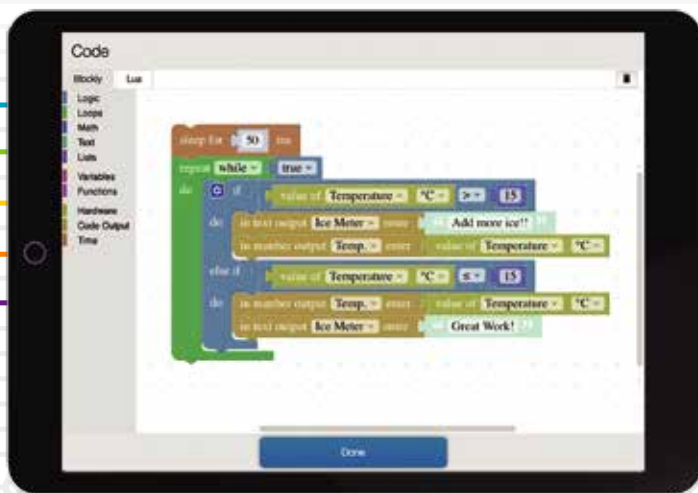 Code
Blockly Lua
Logic
Loops
Math
Text
Lists
Variables
Functions
Hardware
Code Output
Time
sleep for 50 ms
repeat while true
do if value of Temperature °C > 15
do in text output Ice Meter enter “ Add more ice!! ”
in number output Temp. enter value of Temperature °C
else if value of Temperature °C ≤ 15
do in number output Temp. enter value of Temperature °C
in text output Ice Meter enter “ Great Work! ”
Done